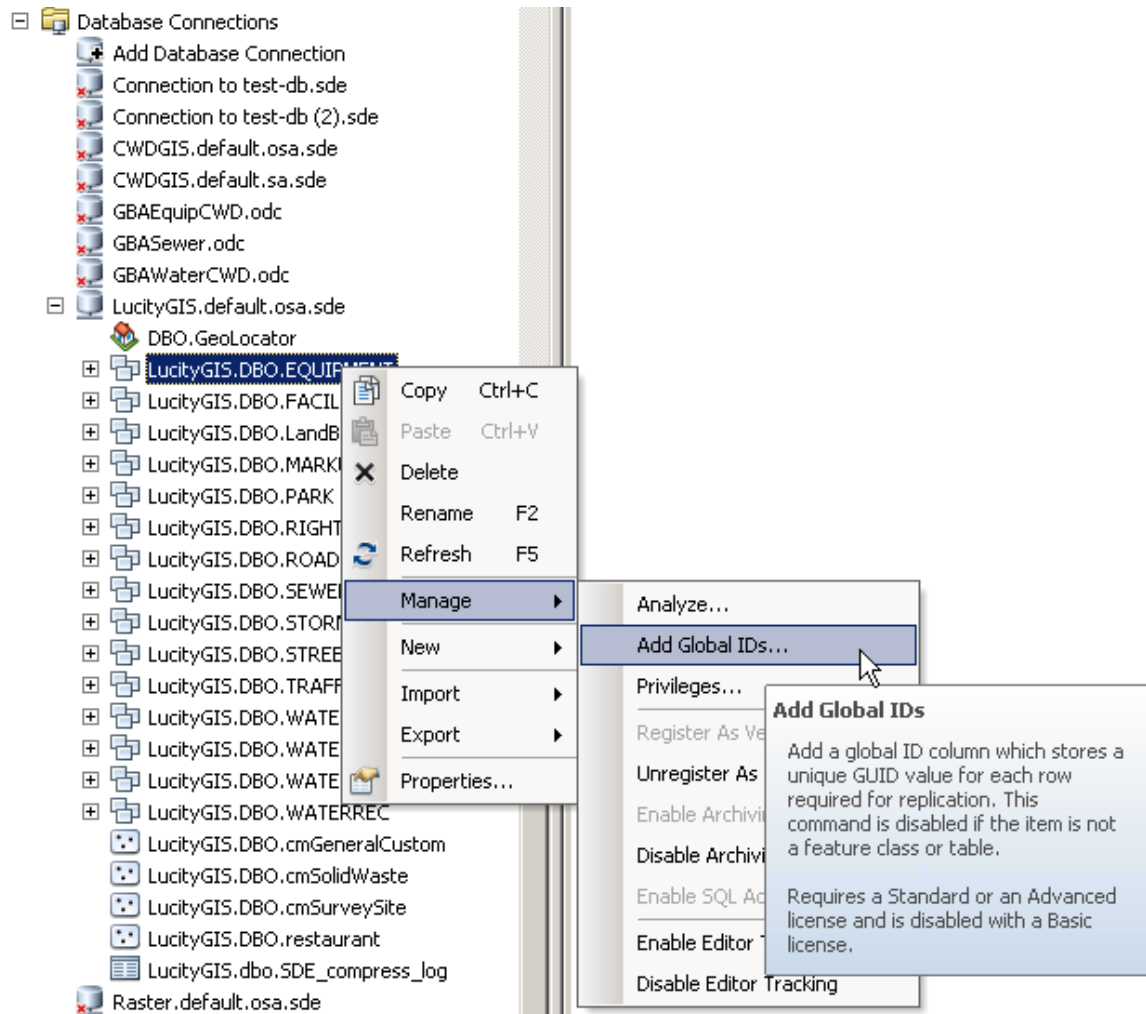 Database Connections
Add Database Connection
Connection to test-db.sde
Connection to test-db (2).sde
CWDGIS.default.osa.sde
CWDGIS.default.sa.sde
GBAEquipCWD.odc
GBASewer.odc
GBAWaterCWD.odc
LucityGIS.default.osa.sde
DBO.GeoLocator
LucityGIS.DBO.EQUIPMENT
LucityGIS.DBO.FACIL
LucityGIS.DBO.LandB
LucityGIS.DBO.MARK
LucityGIS.DBO.PARK
LucityGIS.DBO.RIGHT
LucityGIS.DBO.ROAD
LucityGIS.DBO.SEWE
LucityGIS.DBO.STOR
LucityGIS.DBO.STREE
LucityGIS.DBO.TRAFF
LucityGIS.DBO.WATE
LucityGIS.DBO.WATE
LucityGIS.DBO.WATE
LucityGIS.DBO.WATERREC
LucityGIS.DBO.cmGeneralCustom
LucityGIS.DBO.cmSolidWaste
LucityGIS.DBO.cmSurveySite
LucityGIS.DBO.restaurant
LucityGIS.dbo.SDE_compress_log
Raster.default.osa.sde
Copy Ctrl+C
Paste Ctrl+V
Delete
Rename F2
Refresh F5
Manage
New
Import
Export
Properties...
Analyze...
Add Global IDs...
Privileges...
Register As Ve
Unregister As
Enable Archivi
Disable Archivi
Enable SQL Ac
Enable Editor T
Disable Editor Tracking
Add Global IDs
Add a global ID column which stores a
unique GUID value for each row
required for replication. This
command is disabled if the item is not
a feature class or table.
Requires a Standard or an Advanced
license and is disabled with a Basic
license.